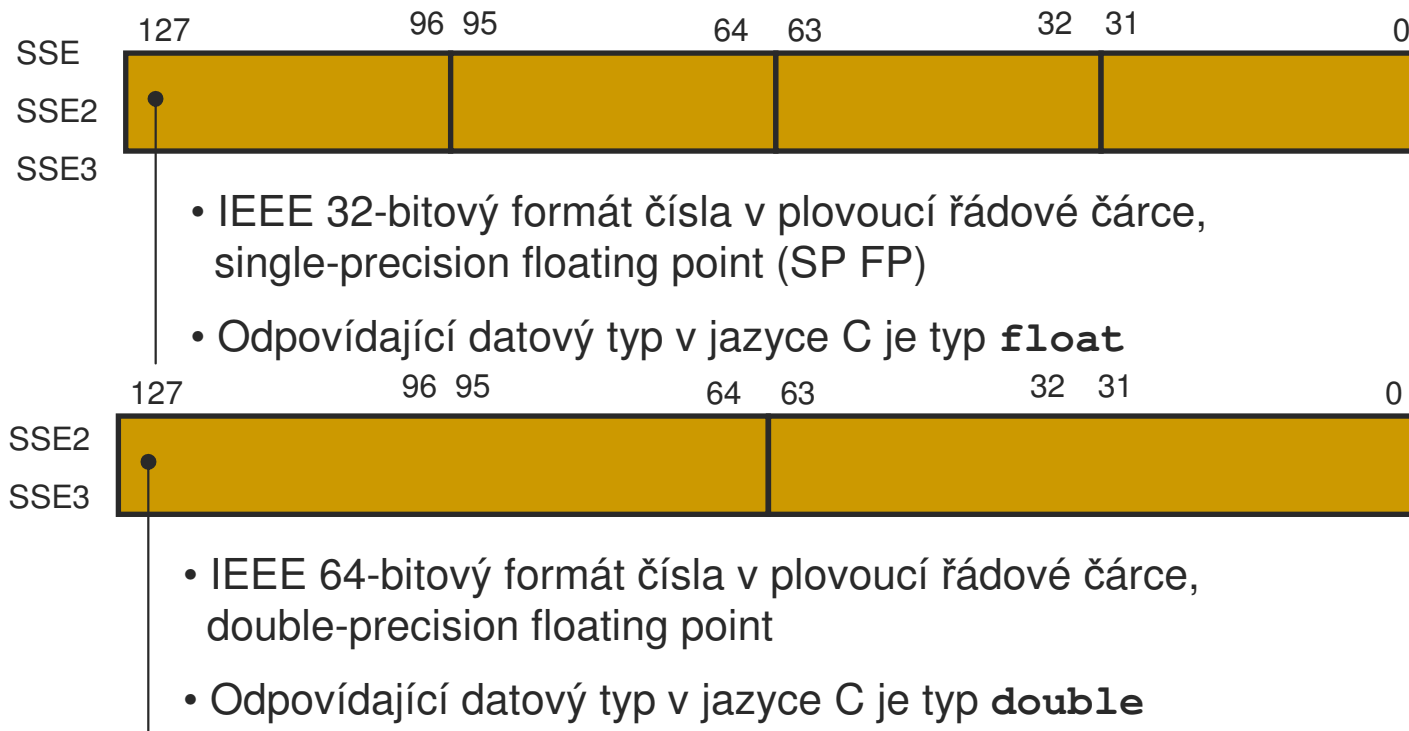 127 96 95 64 63 32 31 0
SSE
SSE2
SSE3
• IEEE 32-bitový formát čísla v plovoucí řádové čárce,
single-precision floating point (SP FP)
• Odpovídající datový typ v jazyce C je typ float
127 96 95 64 63 32 31 0
SSE2
SSE3
• IEEE 64-bitový formát čísla v plovoucí řádové čárce,
double-precision floating point
• Odpovídající datový typ v jazyce C je typ double